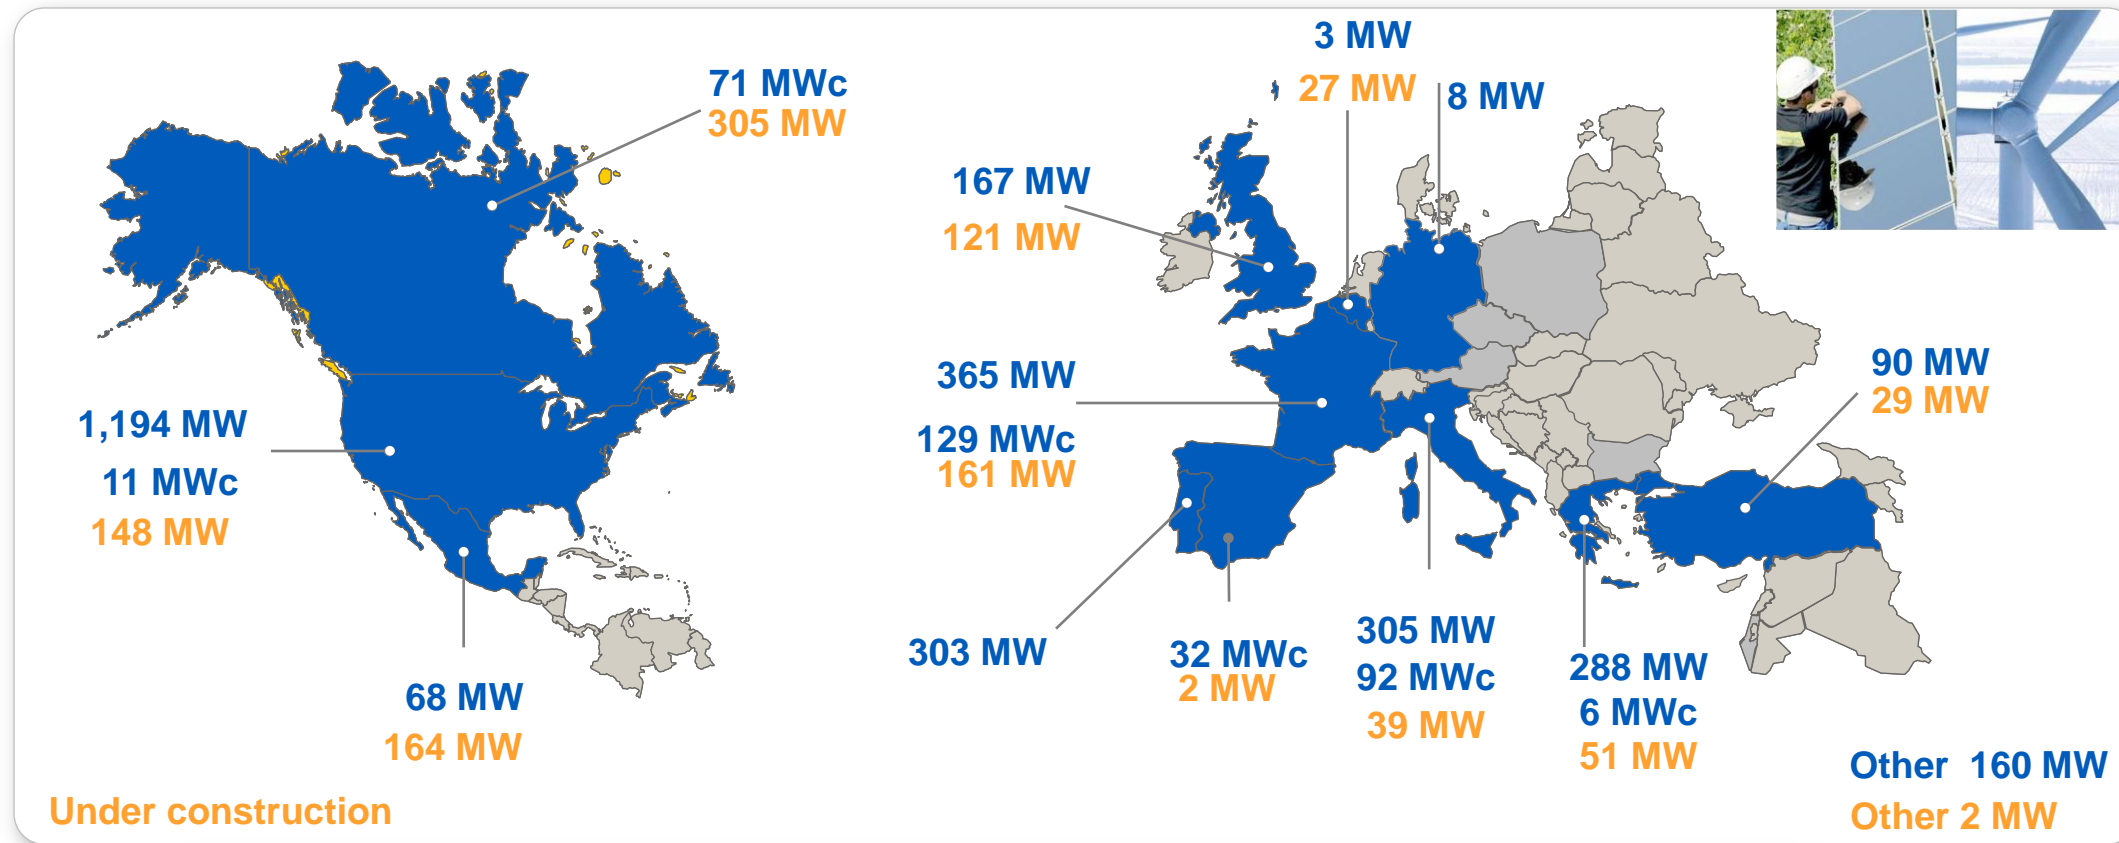 71 MWc
305 MW
1,194 MW
11 MWc
148 MW
68 MW
164 MW
Under construction
3 MW
27 MW
8 MW
167 MW
121 MW
365 MW
129 MWc
161 MW
303 MW
32 MWc
2 MW
305 MW
92 MWc
39 MW
288 MW
6 MWc
51 MW
90 MW
29 MW
Other 160 MW
Other 2 MW